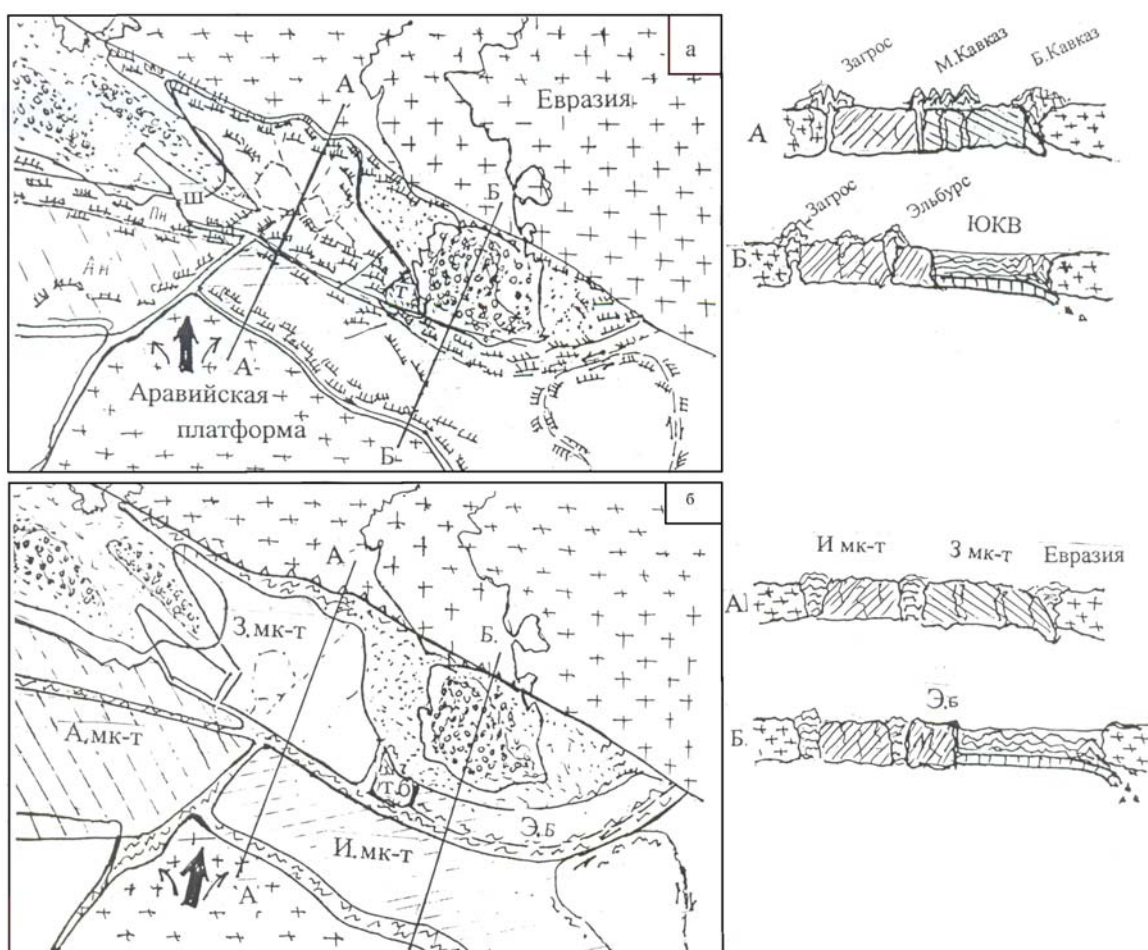 а
А
Евразия
Б
Ш
Пн
Ан
Т
А
Аравийская
платформа
Б
Загрос
М.Кавказ
Б.Кавказ
А
Загрос
Эльбурс
ЮКВ
Б
б
А
З.мк-т
Б.
А.мк-т
т.б
Э.Б
И.мк-т
А
И мк-т
З мк-т
Евразия
А
Э.Б
Б.